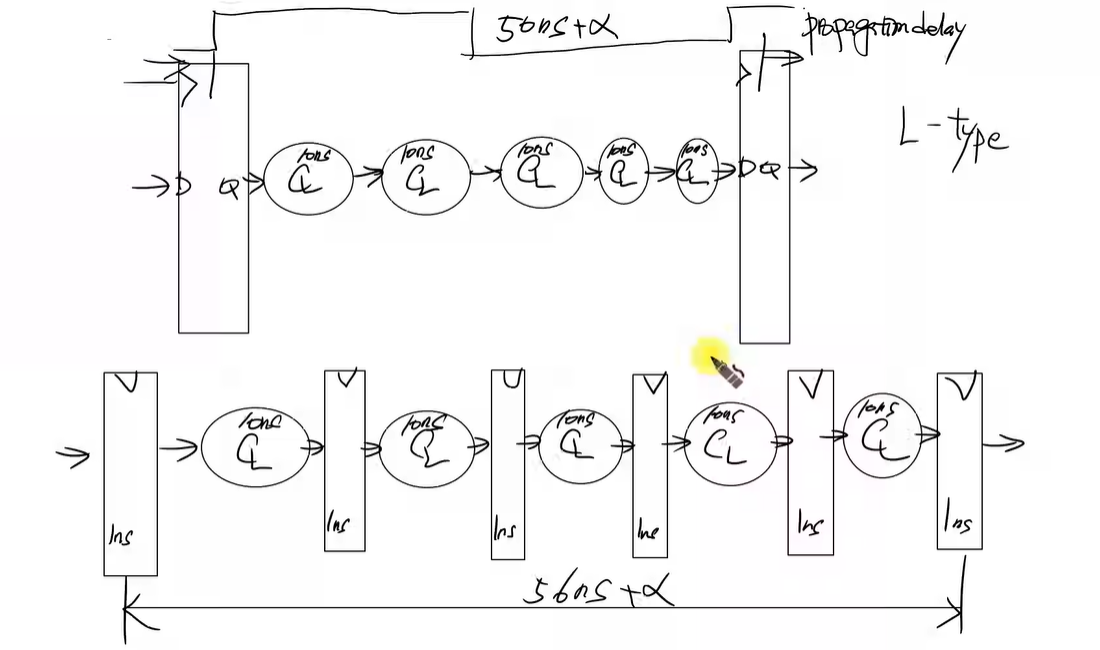 50ns+α
propagation delay
L-type
10ns 10ns 10ns 10ns 10ns
D Q CL CL CL CL CL D Q
10ns 10ns 10ns 10ns 10ns
CL CL CL CL CL
1ns 1ns 1ns 1ns 1ns 1ns
56ns+α